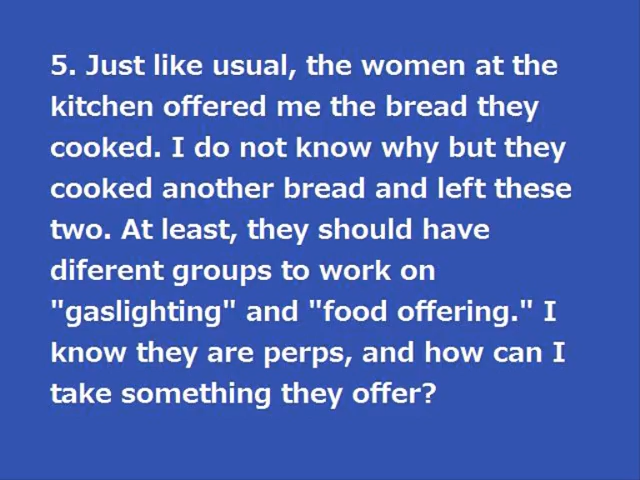 5. Just like usual, the women at the
kitchen offered me the bread they
cooked. I do not know why but they
cooked another bread and left these
two. At least, they should have
diferent groups to work on
"gaslighting" and "food offering." I
know they are perps, and how can I
take something they offer?